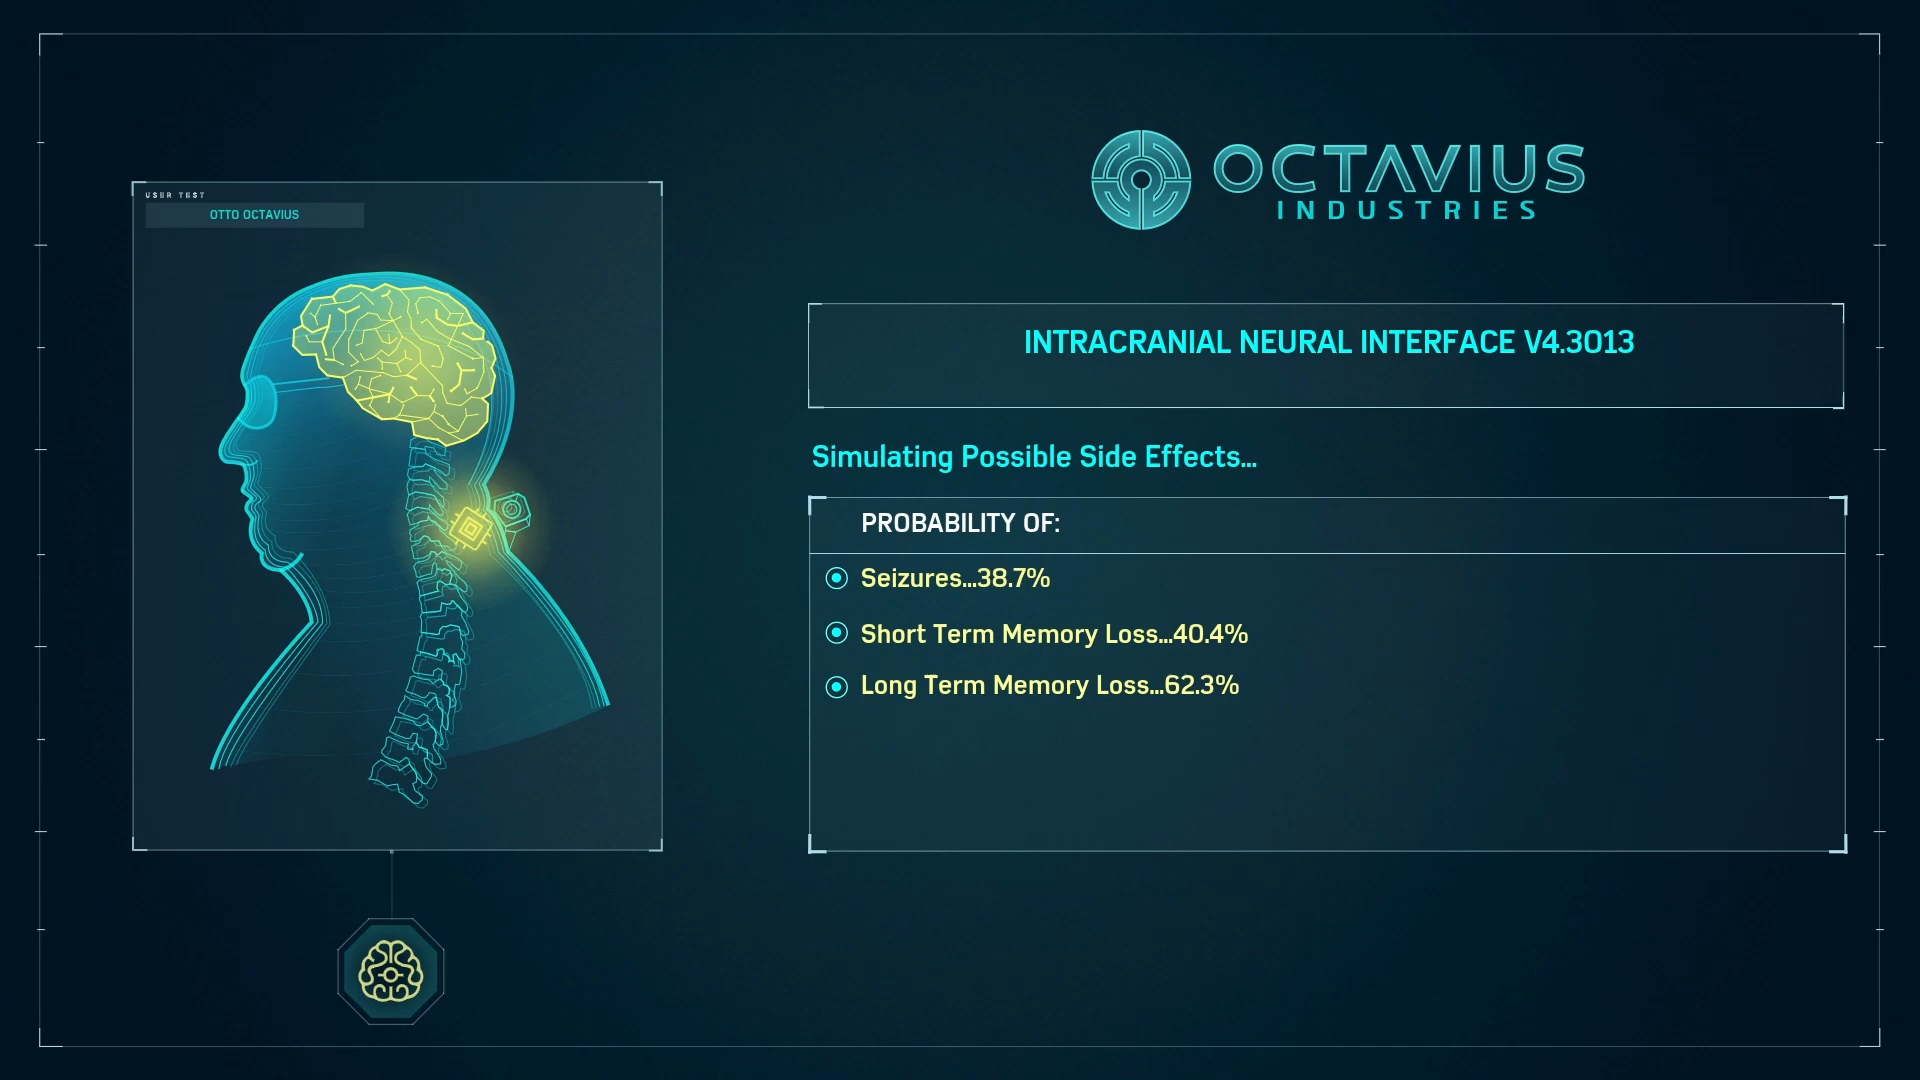 USER TEST
OTTO OCTAVIUS
OCTAVIUS
INDUSTRIES
INTRACRANIAL NEURAL INTERFACE V4.3013
Simulating Possible Side Effects...
PROBABILITY OF:
Seizures...38.7%
Short Term Memory Loss...40.4%
Long Term Memory Loss...62.3%